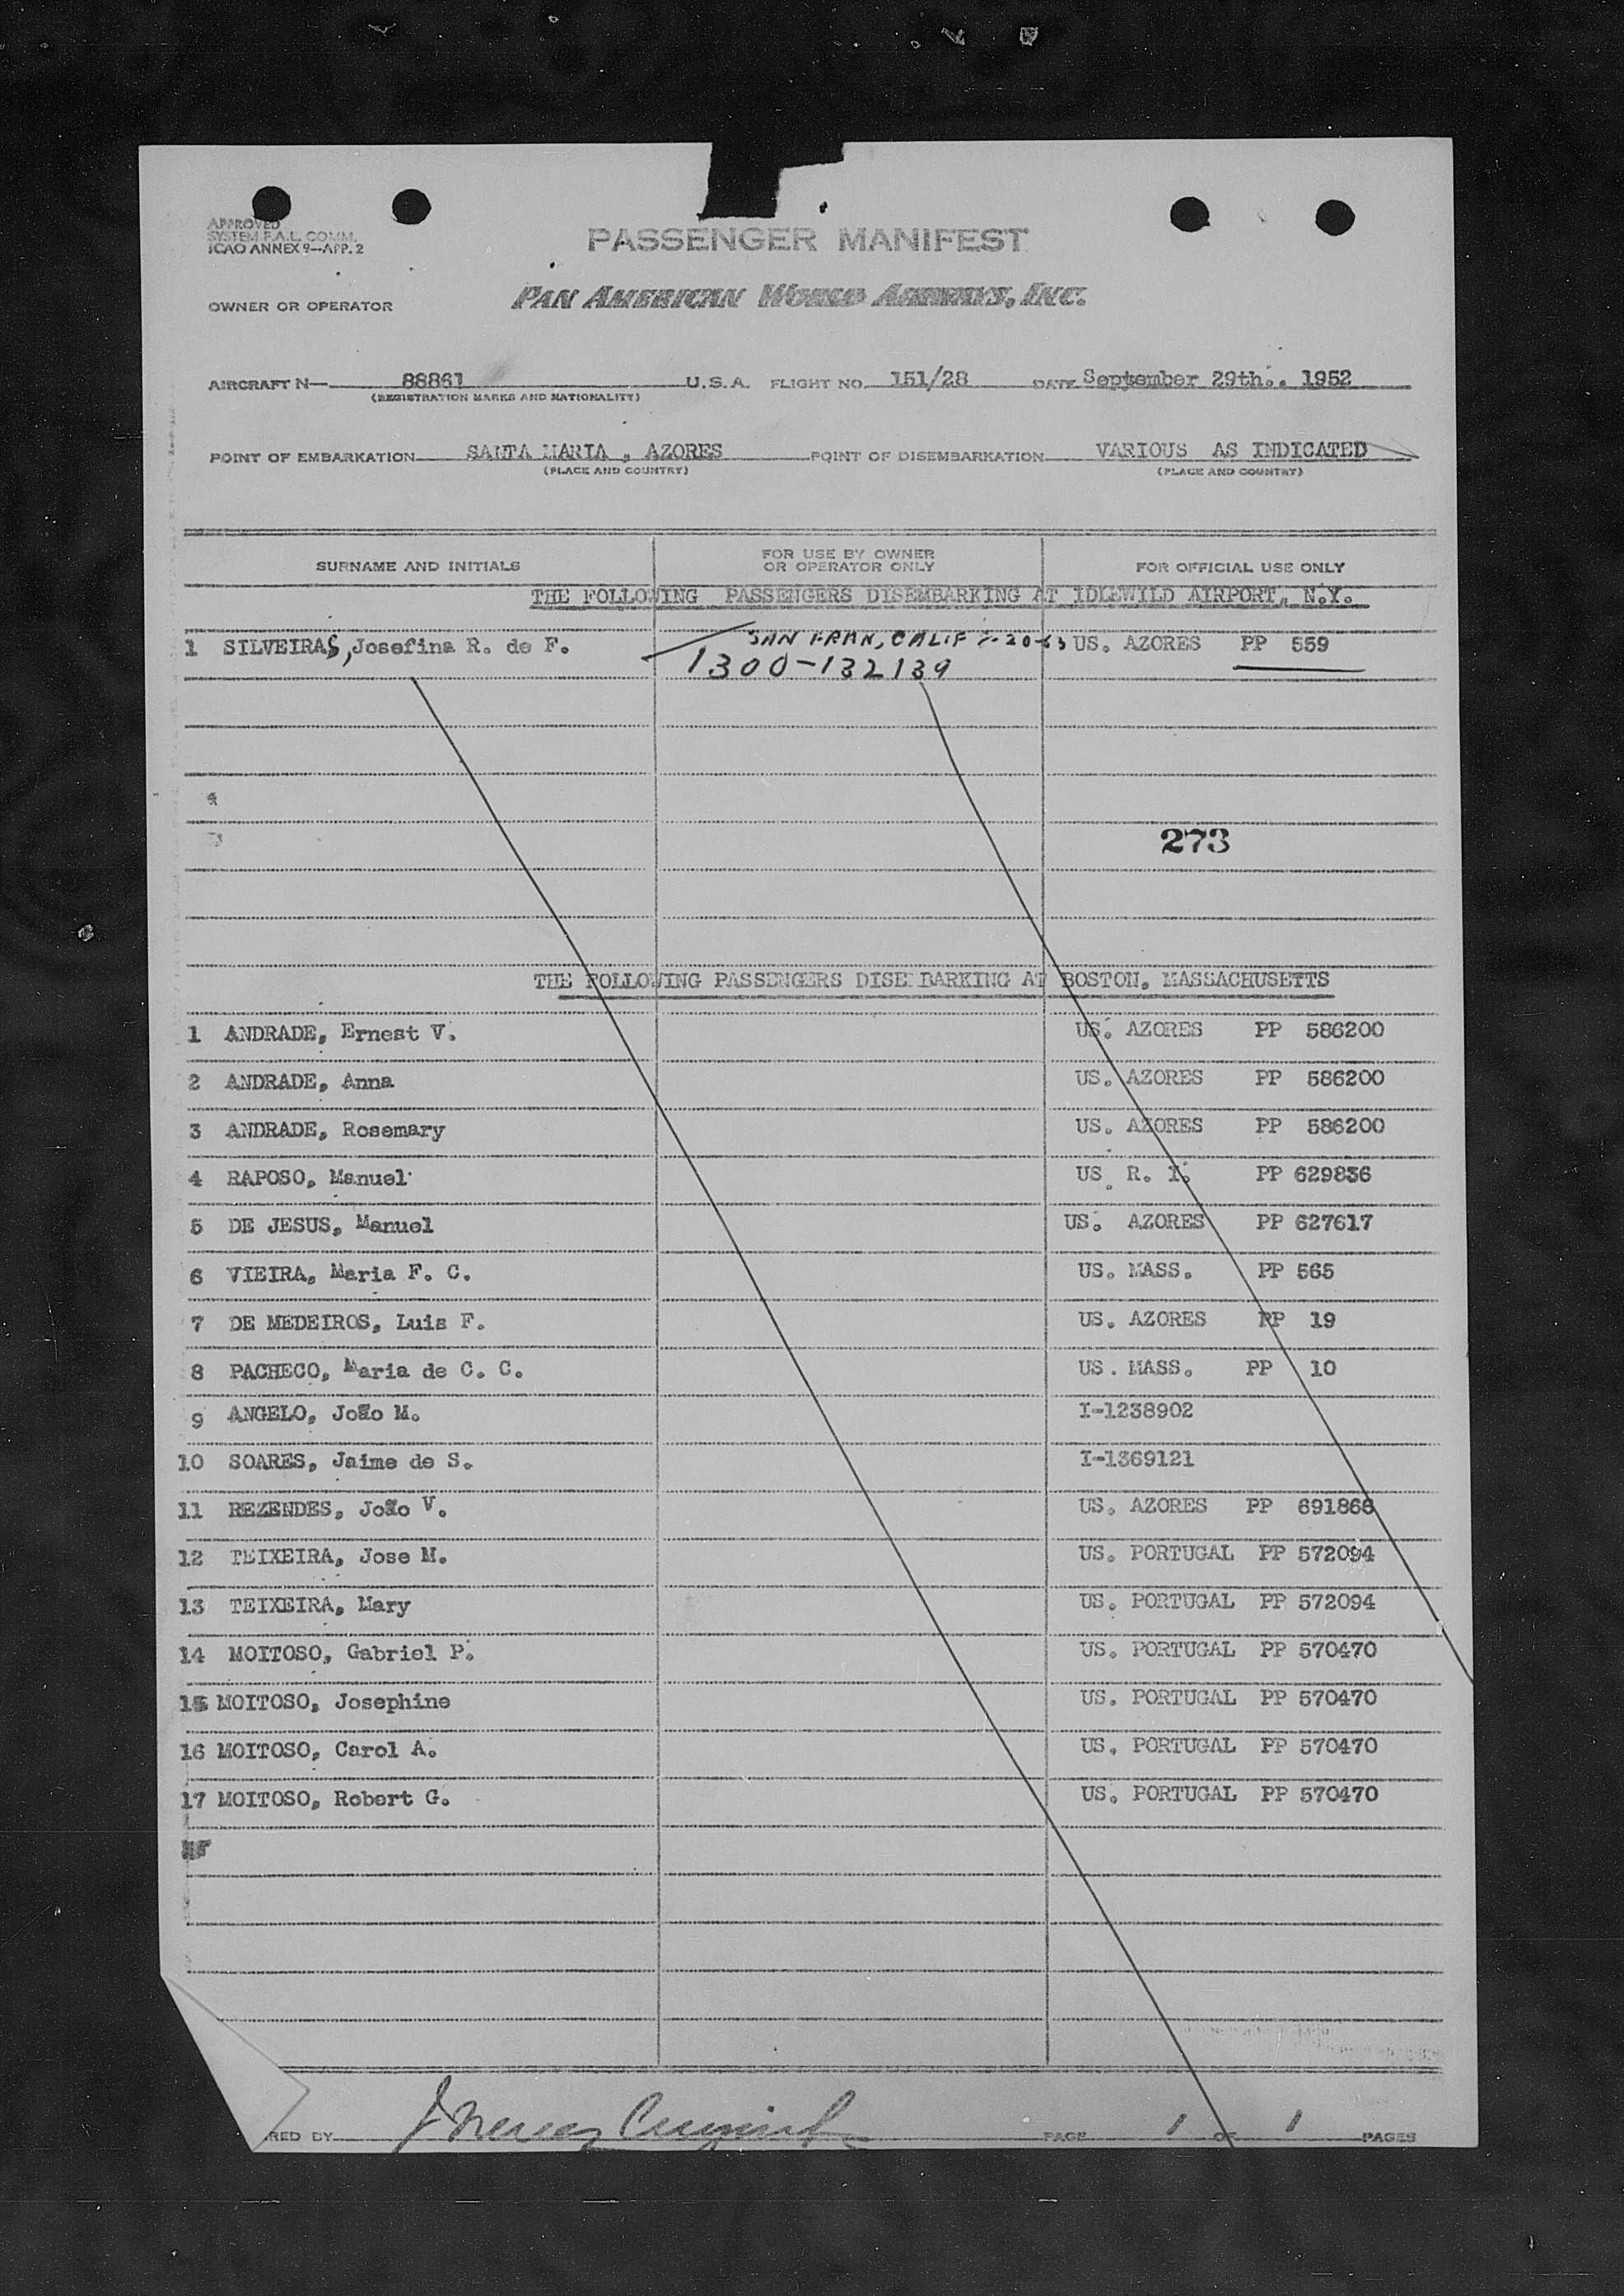 APPROVED
SYSTEM F.A.L. COMM.
ICAO ANNEX 9—APP. 2
PASSENGER MANIFEST
OWNER OR OPERATOR PAN AMERICAN WORLD AIRWAYS, INC.
AIRCRAFT N— 88861 U.S.A. FLIGHT NO. 151/28 DATE September 29th.. 1952
(REGISTRATION MARKS AND NATIONALITY)
POINT OF EMBARKATION SANTA MARIA , AZORES POINT OF DISEMBARKATION VARIOUS AS INDICATED
(PLACE AND COUNTRY) (PLACE AND COUNTRY)
SURNAME AND INITIALS FOR USE BY OWNER OR OPERATOR ONLY FOR OFFICIAL USE ONLY
THE FOLLOWING PASSENGERS DISEMBARKING AT IDLEWILD AIRPORT, N.Y.
1 SILVEIRAS, Josefina R. de F. SAN FRAN, CALIF US. AZORES PP 559
1300-132139
273
THE FOLLOWING PASSENGERS DISE BARKING AT BOSTON, MASSACHUSETTS
1 ANDRADE, Ernest V. US. AZORES PP 586200
2 ANDRADE, Anna US. AZORES PP 586200
3 ANDRADE, Rosemary US. AZORES PP 586200
4 RAPOSO, Manuel US. R. I. PP 629836
5 DE JESUS, Manuel US. AZORES PP 627617
6 VIEIRA, Maria F. C. US. MASS. PP 565
7 DE MEDEIROS, Luis F. US. AZORES PP 19
8 PACHECO, Maria de C. C. US. MASS. PP 10
9 ANGELO, João M. I-1238902
10 SOARES, Jaime de S. I-1369121
11 REZENDES, João V. US. AZORES PP 691868
12 TEIXEIRA, Jose M. US. PORTUGAL PP 572094
13 TEIXEIRA, Mary US. PORTUGAL PP 572094
14 MOITOSO, Gabriel P. US. PORTUGAL PP 570470
15 MOITOSO, Josephine US. PORTUGAL PP 570470
16 MOITOSO, Carol A. US. PORTUGAL PP 570470
17 MOITOSO, Robert G. US. PORTUGAL PP 570470
RED BY PAGE 1 OF 1 PAGES